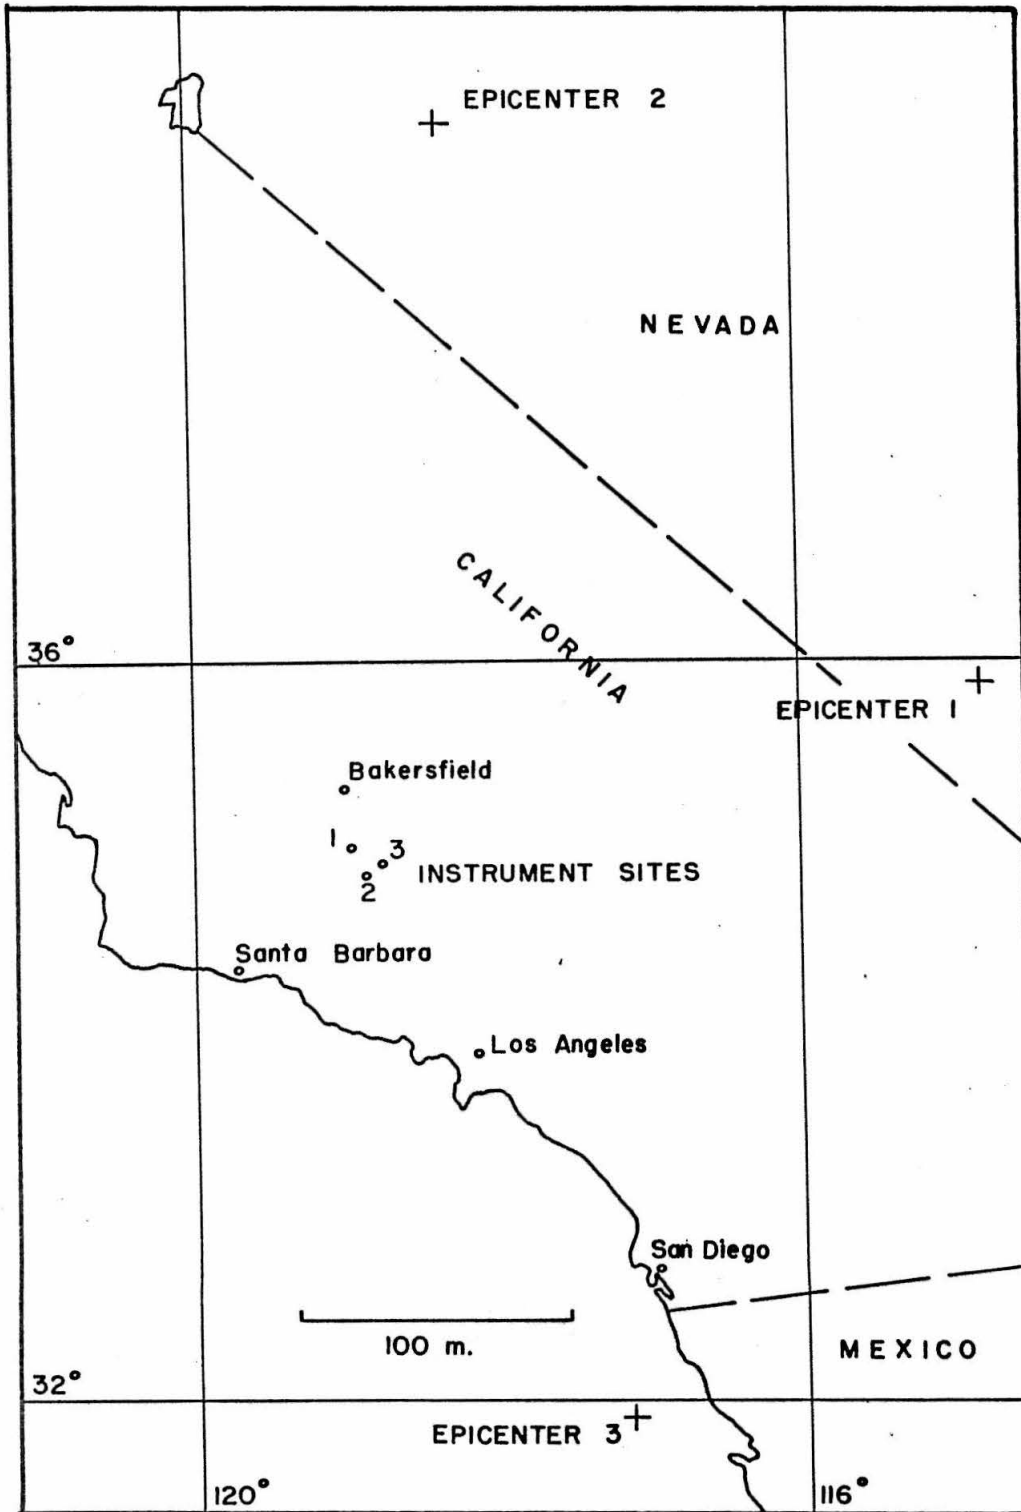 EPICENTER 2
NEVADA
CALIFORNIA
36°
EPICENTER 1
Bakersfield
1
3
INSTRUMENT SITES
2
Santa Barbara
Los Angeles
San Diego
100 m.
MEXICO
32°
EPICENTER 3
120°
116°